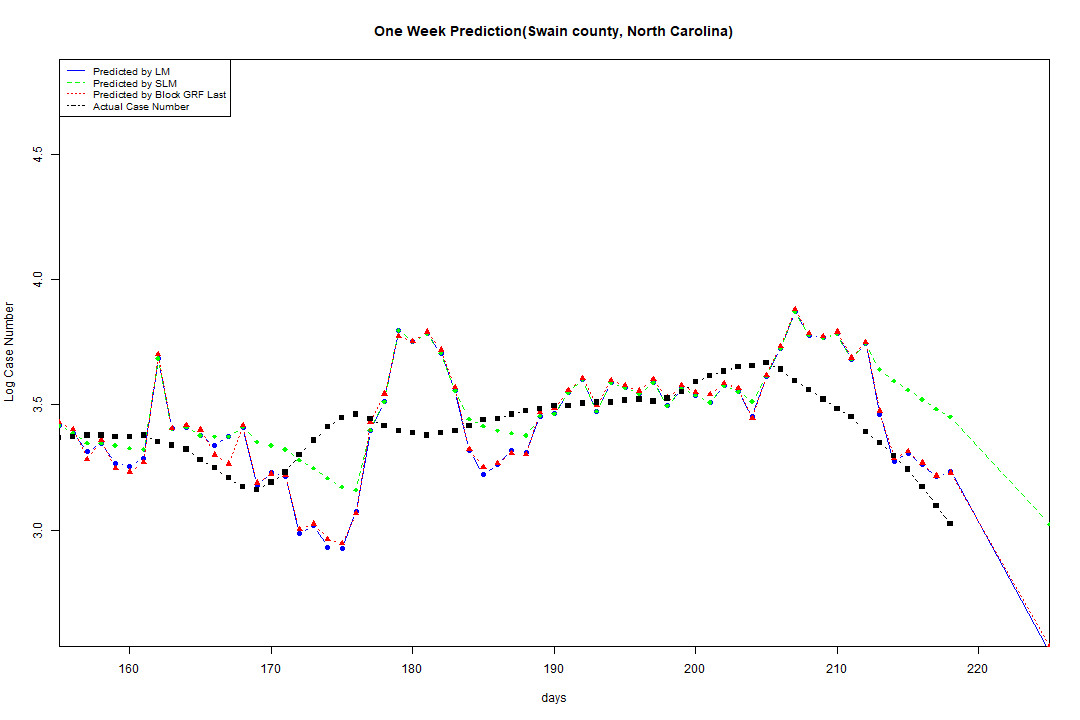 One Week Prediction(Swain county, North Carolina)
Predicted by LM
Predicted by SLM
Predicted by Block GRF Last
Actual Case Number
Log Case Number
4.5
4.0
3.5
3.0
160 170 180 190 200 210 220
days